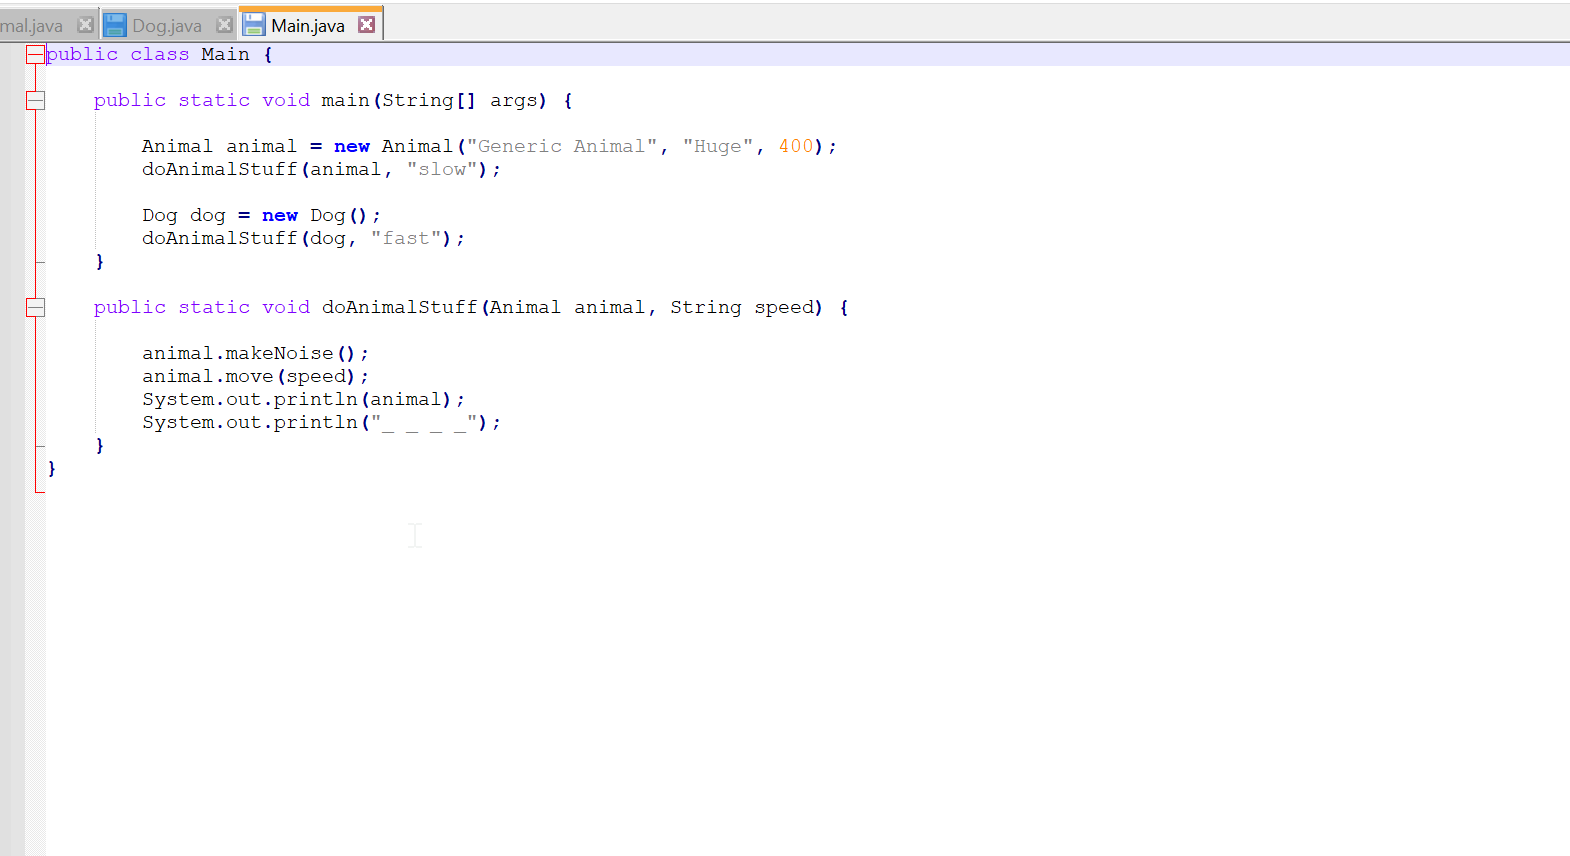 mal.java Dog.java Main.java
public class Main {
public static void main(String[] args) {
Animal animal = new Animal("Generic Animal", "Huge", 400);
doAnimalStuff(animal, "slow");
Dog dog = new Dog();
doAnimalStuff(dog, "fast");
}
public static void doAnimalStuff(Animal animal, String speed) {
animal.makeNoise();
animal.move(speed);
System.out.println(animal);
System.out.println("_ _ _ _");
}
}